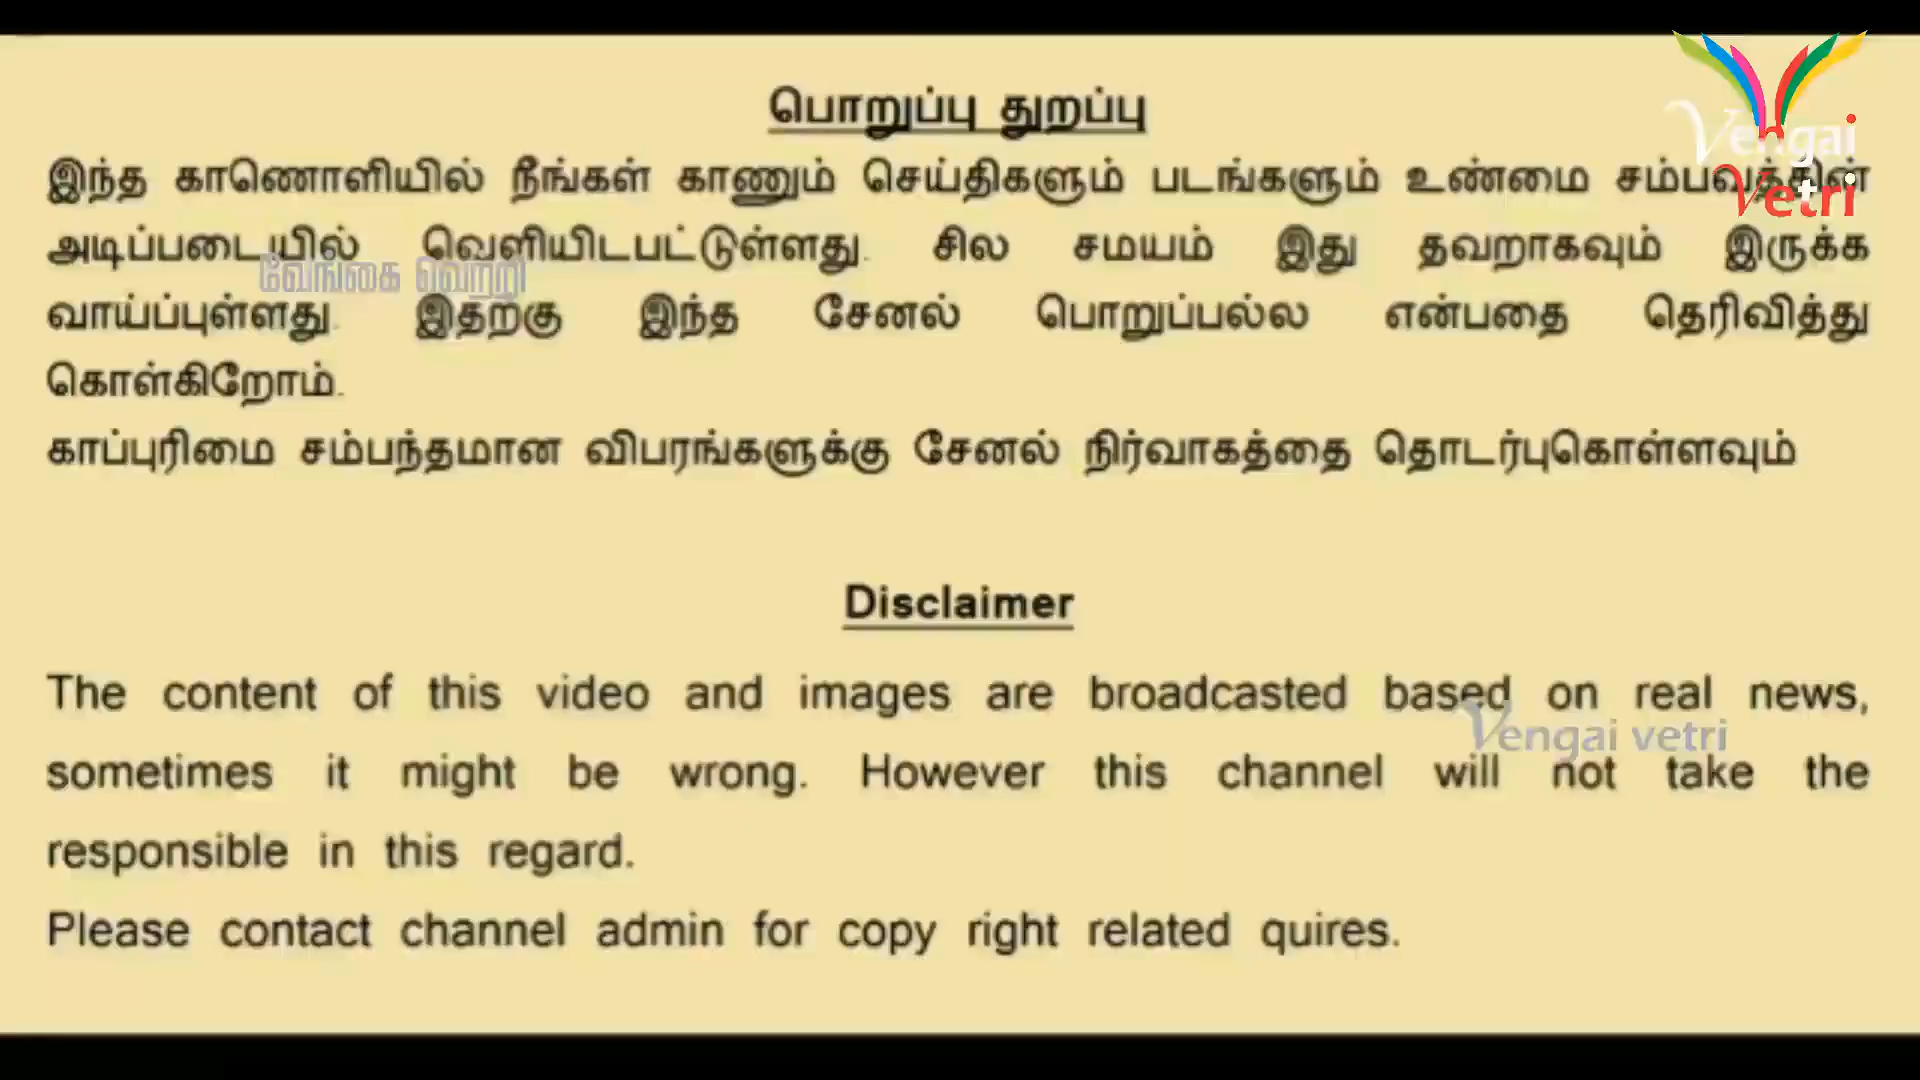 பொறுப்பு துறப்பு
இந்த காணொளியில் நீங்கள் காணும் செய்திகளும் படங்களும் உண்மை சம்பவத்தின்
அடிப்படையில் வெளியிடபட்டுள்ளது. சில சமயம் இது தவறாகவும் இருக்க
வாய்ப்புள்ளது. இதற்கு இந்த சேனல் பொறுப்பல்ல என்பதை தெரிவித்து
கொள்கிறோம்.
காப்புரிமை சம்பந்தமான விபரங்களுக்கு சேனல் நிர்வாகத்தை தொடர்புகொள்ளவும்
Disclaimer
The content of this video and images are broadcasted based on real news,
sometimes it might be wrong. However this channel will not take the
responsible in this regard.
Please contact channel admin for copy right related quires.
Vengai
Vetri
வேங்கை வெற்றி
Vengai vetri